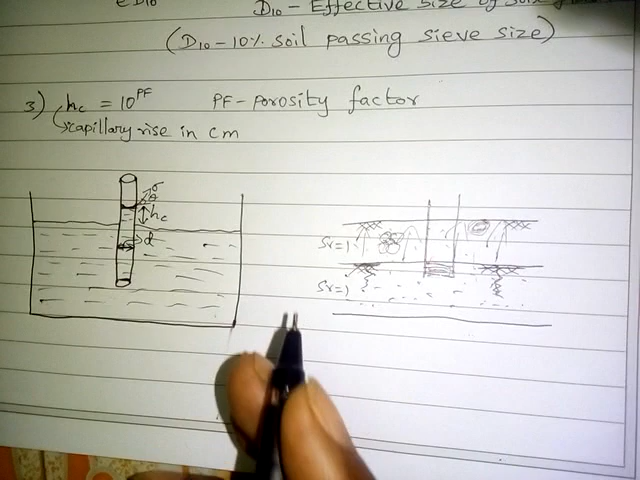 eD10 D10 - Effective size of soil
(D10 - 10% soil passing sieve size)
3) hc = 10^PF PF - porosity factor
capillary rise in cm
σ
θ
hc
d
Sr=1
Sr=1